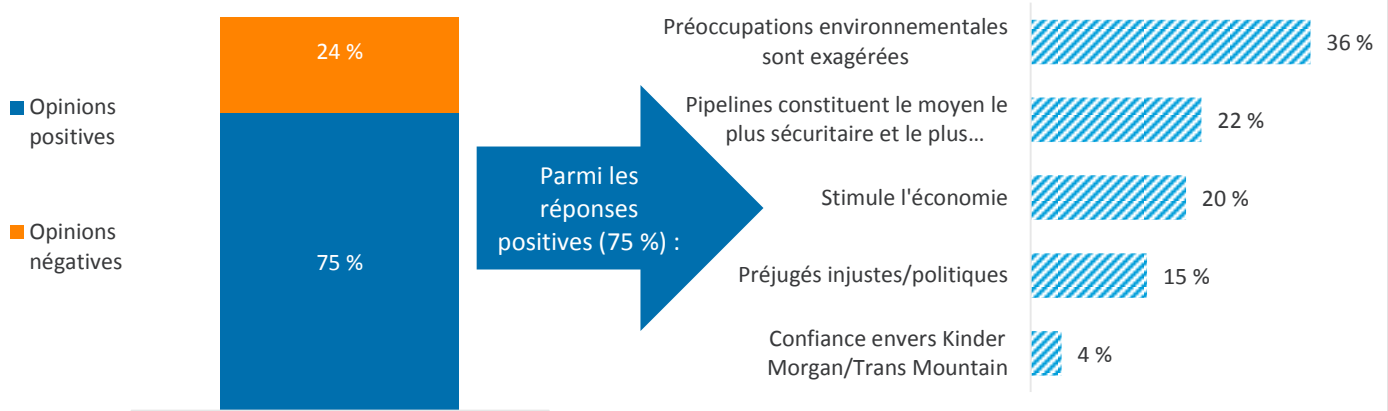 Opinions
positives
Opinions
négatives
24 %
75 %
Parmi les
réponses
positives (75 %) :
Préoccupations environnementales
sont exagérées
36 %
Pipelines constituent le moyen le
plus sécuritaire et le plus...
22 %
Stimule l'économie
20 %
Préjugés injustes/politiques
15 %
Confiance envers Kinder
Morgan/Trans Mountain
4 %